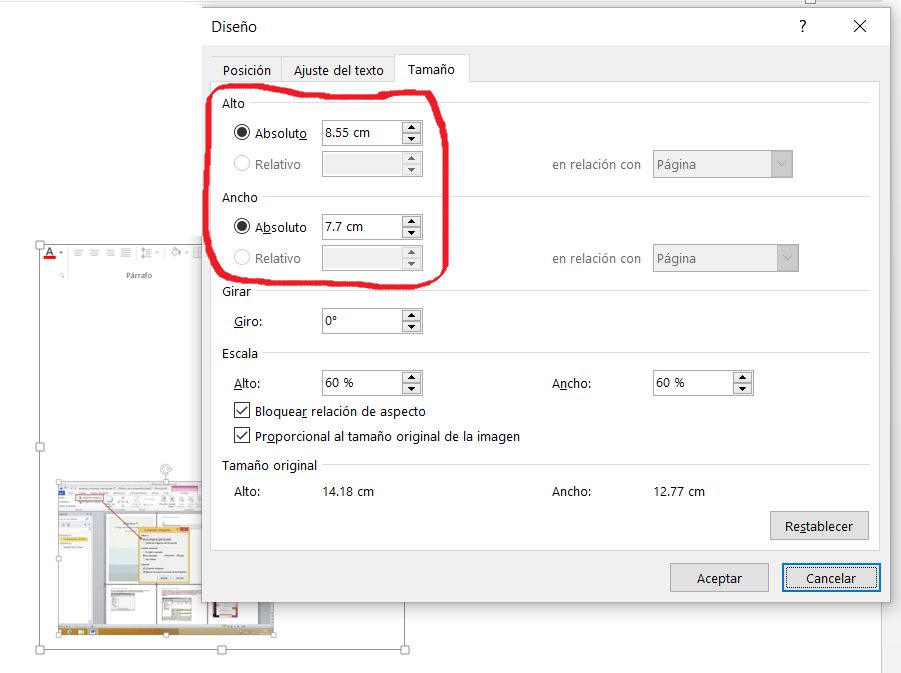 Diseño
Posición Ajuste del texto Tamaño
Alto
Absoluto 8.55 cm
Relativo en relación con Página
Ancho
Absoluto 7.7 cm
Relativo en relación con Página
Girar
Giro: 0°
Escala
Alto: 60 % Ancho: 60 %
Bloquear relación de aspecto
Proporcional al tamaño original de la imagen
Tamaño original
Alto: 14.18 cm Ancho: 12.77 cm
Restablecer
Aceptar Cancelar
A
Párrafo